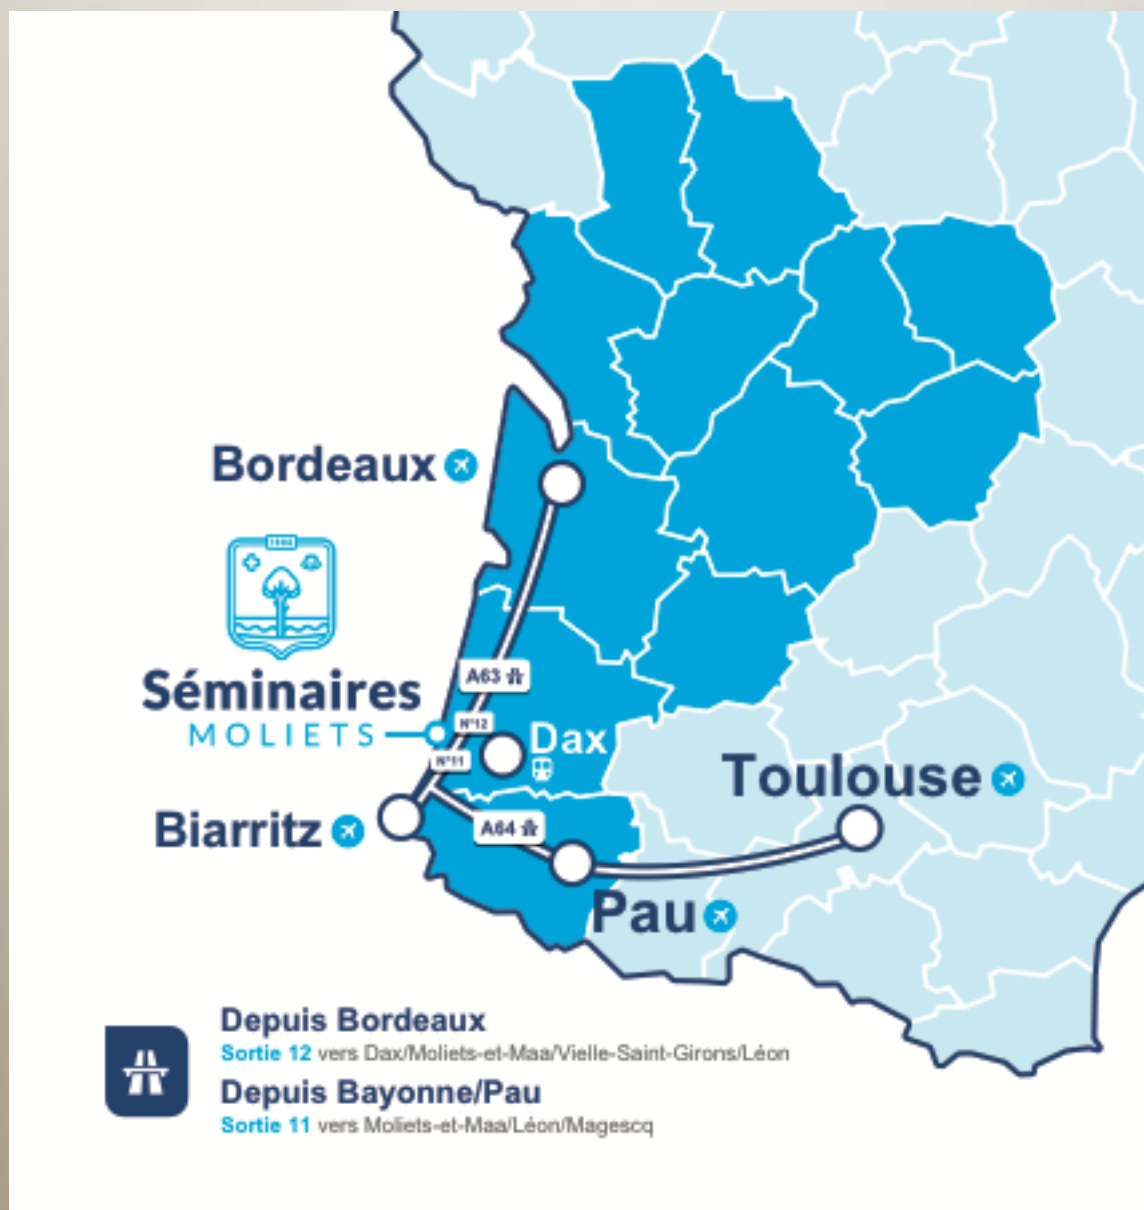 Bordeaux
Séminaires
MOLIETS
A63
N°12
Dax
N°11
Toulouse
Biarritz
A64
Pau
Depuis Bordeaux
Sortie 12 vers Dax/Moliets-et-Maa/Vielle-Saint-Girons/Léon
Depuis Bayonne/Pau
Sortie 11 vers Moliets-et-Maa/Léon/Magescq